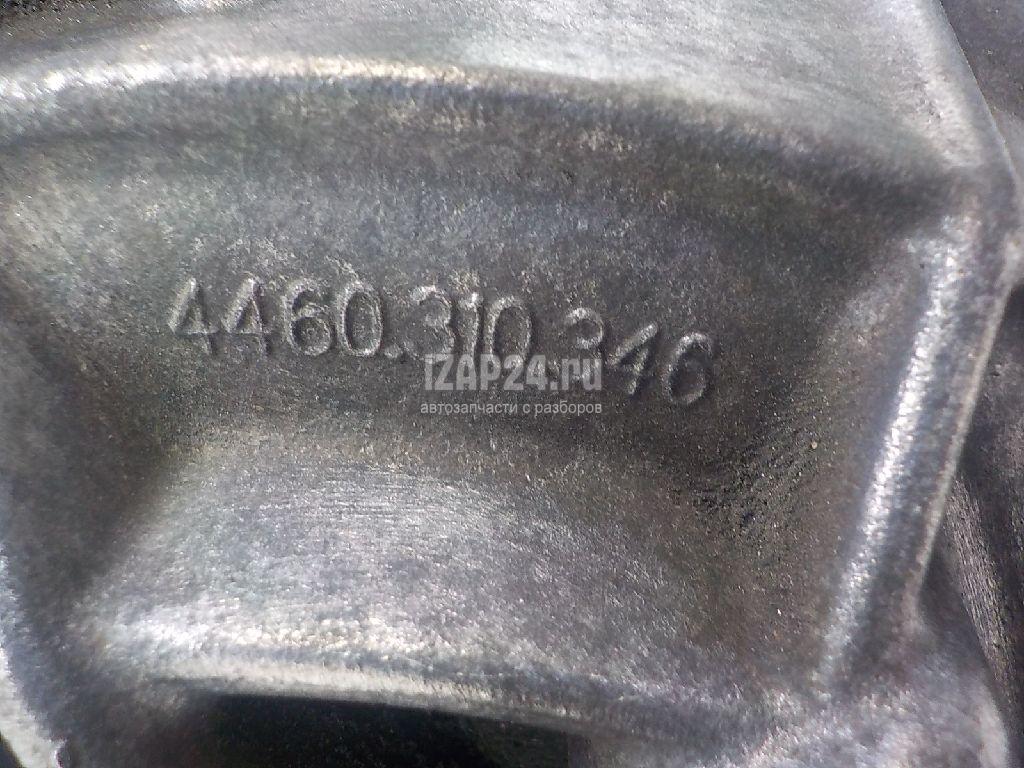 4460.310.346
IZAP24.ru
автозапчасти с разборов